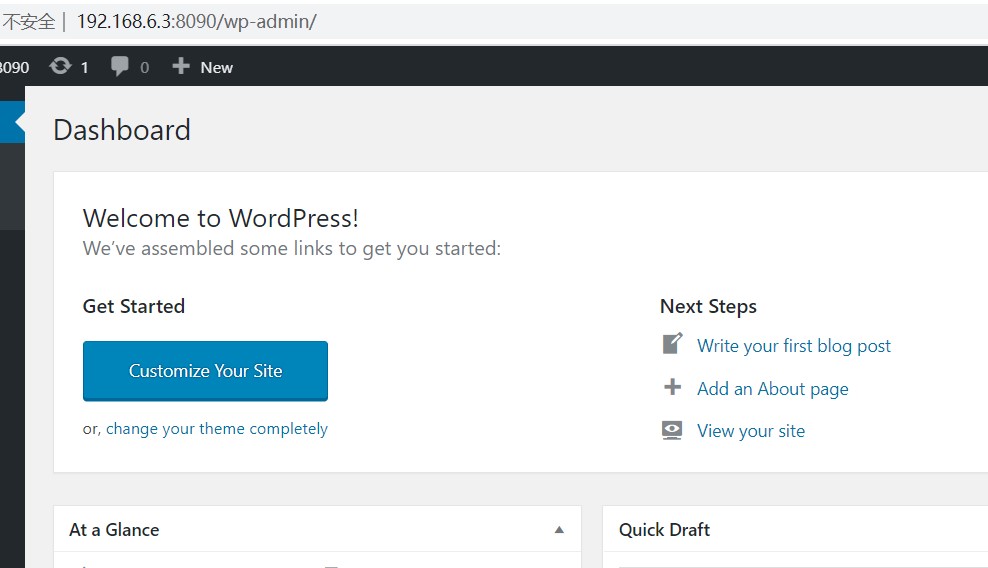 不安全 | 192.168.6.3:8090/wp-admin/
8090 1 0 New
Dashboard
Welcome to WordPress!
We’ve assembled some links to get you started:
Get Started
Customize Your Site
or, change your theme completely
Next Steps
Write your first blog post
Add an About page
View your site
At a Glance
Quick Draft